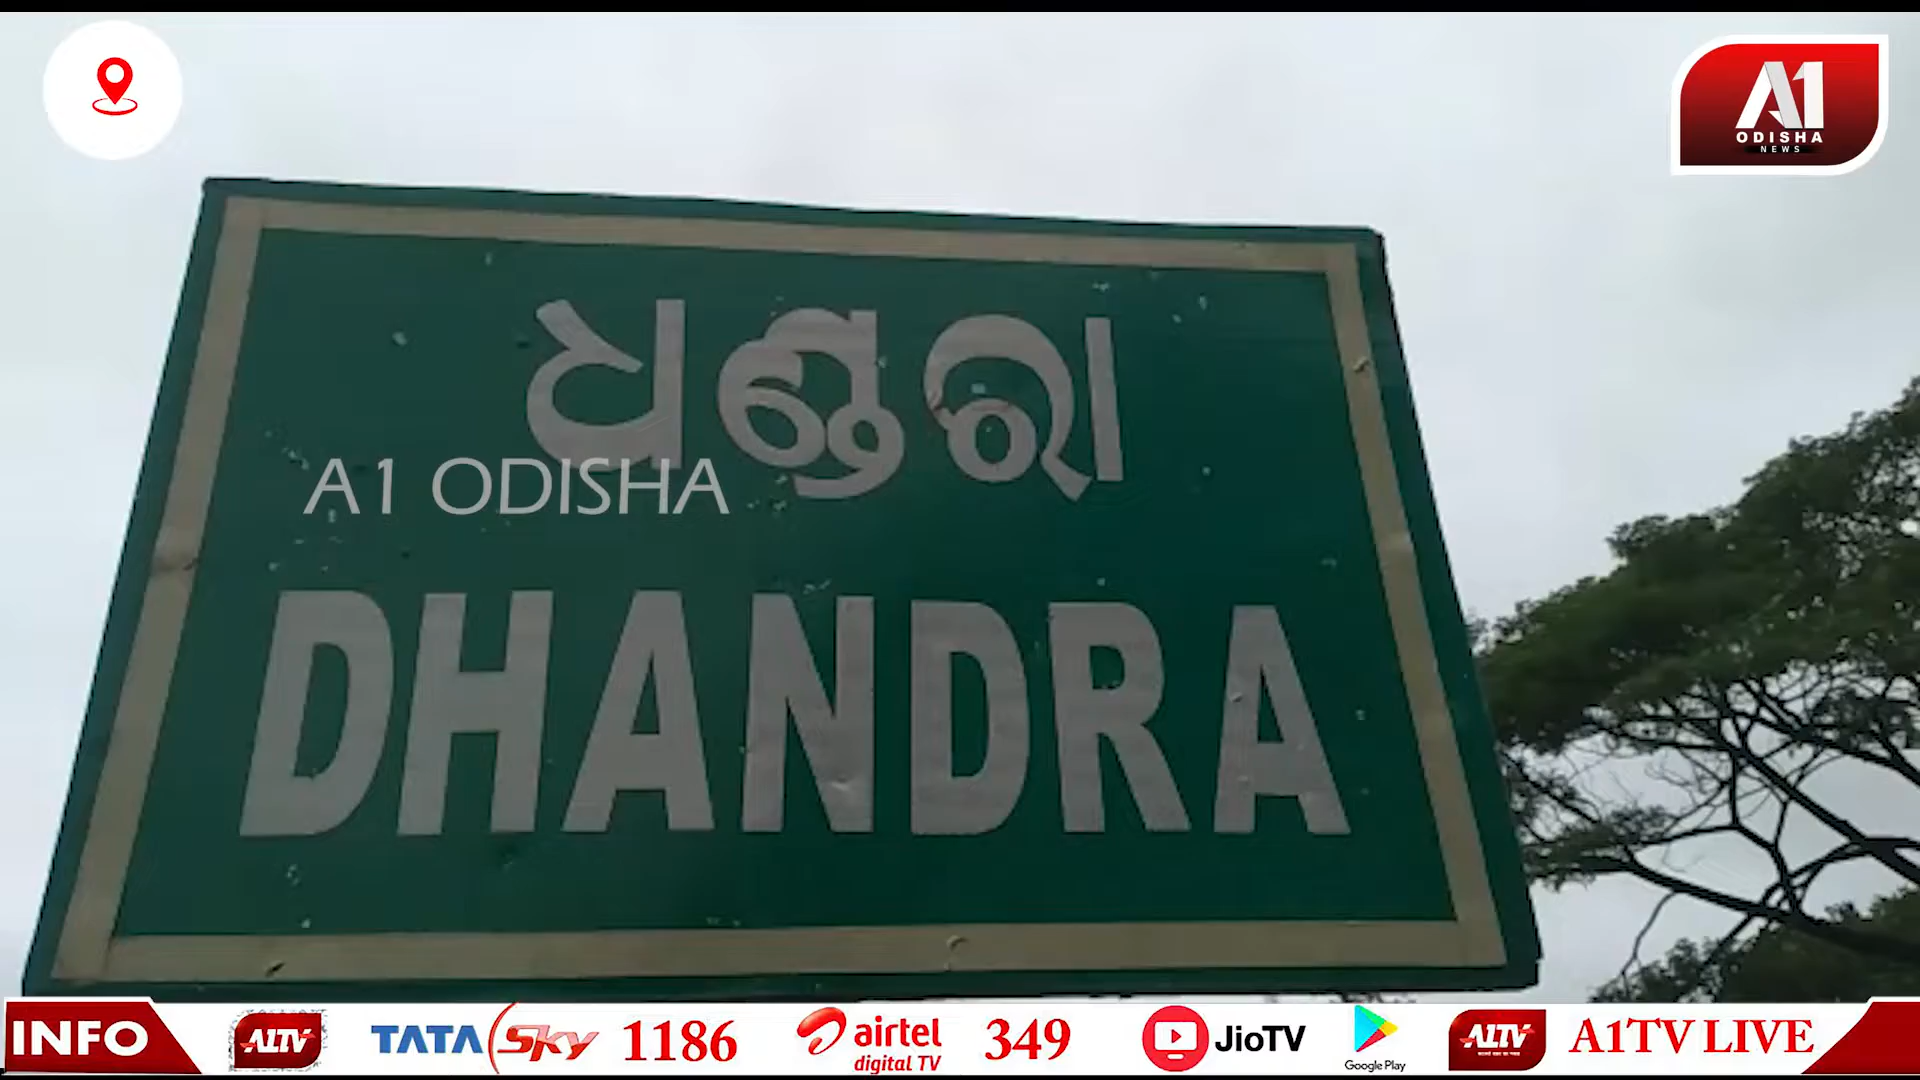 A1
ODISHA
NEWS
ଧଣ୍ଡରା
A1 ODISHA
DHANDRA
INFO A1TV TATA Sky 1186 airtel digital TV 349 JioTV Google Play A1TV A1TV LIVE